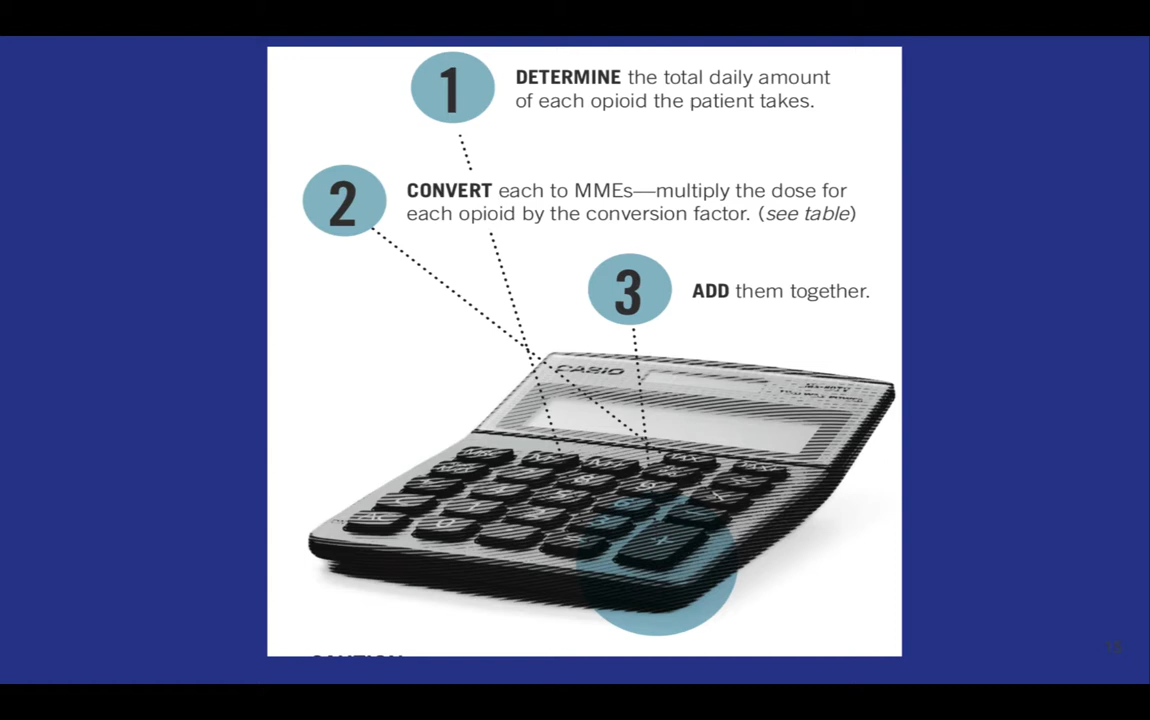 1
DETERMINE the total daily amount
of each opioid the patient takes.
2
CONVERT each to MMEs—multiply the dose for
each opioid by the conversion factor. (see table)
3
ADD them together.
CASIO